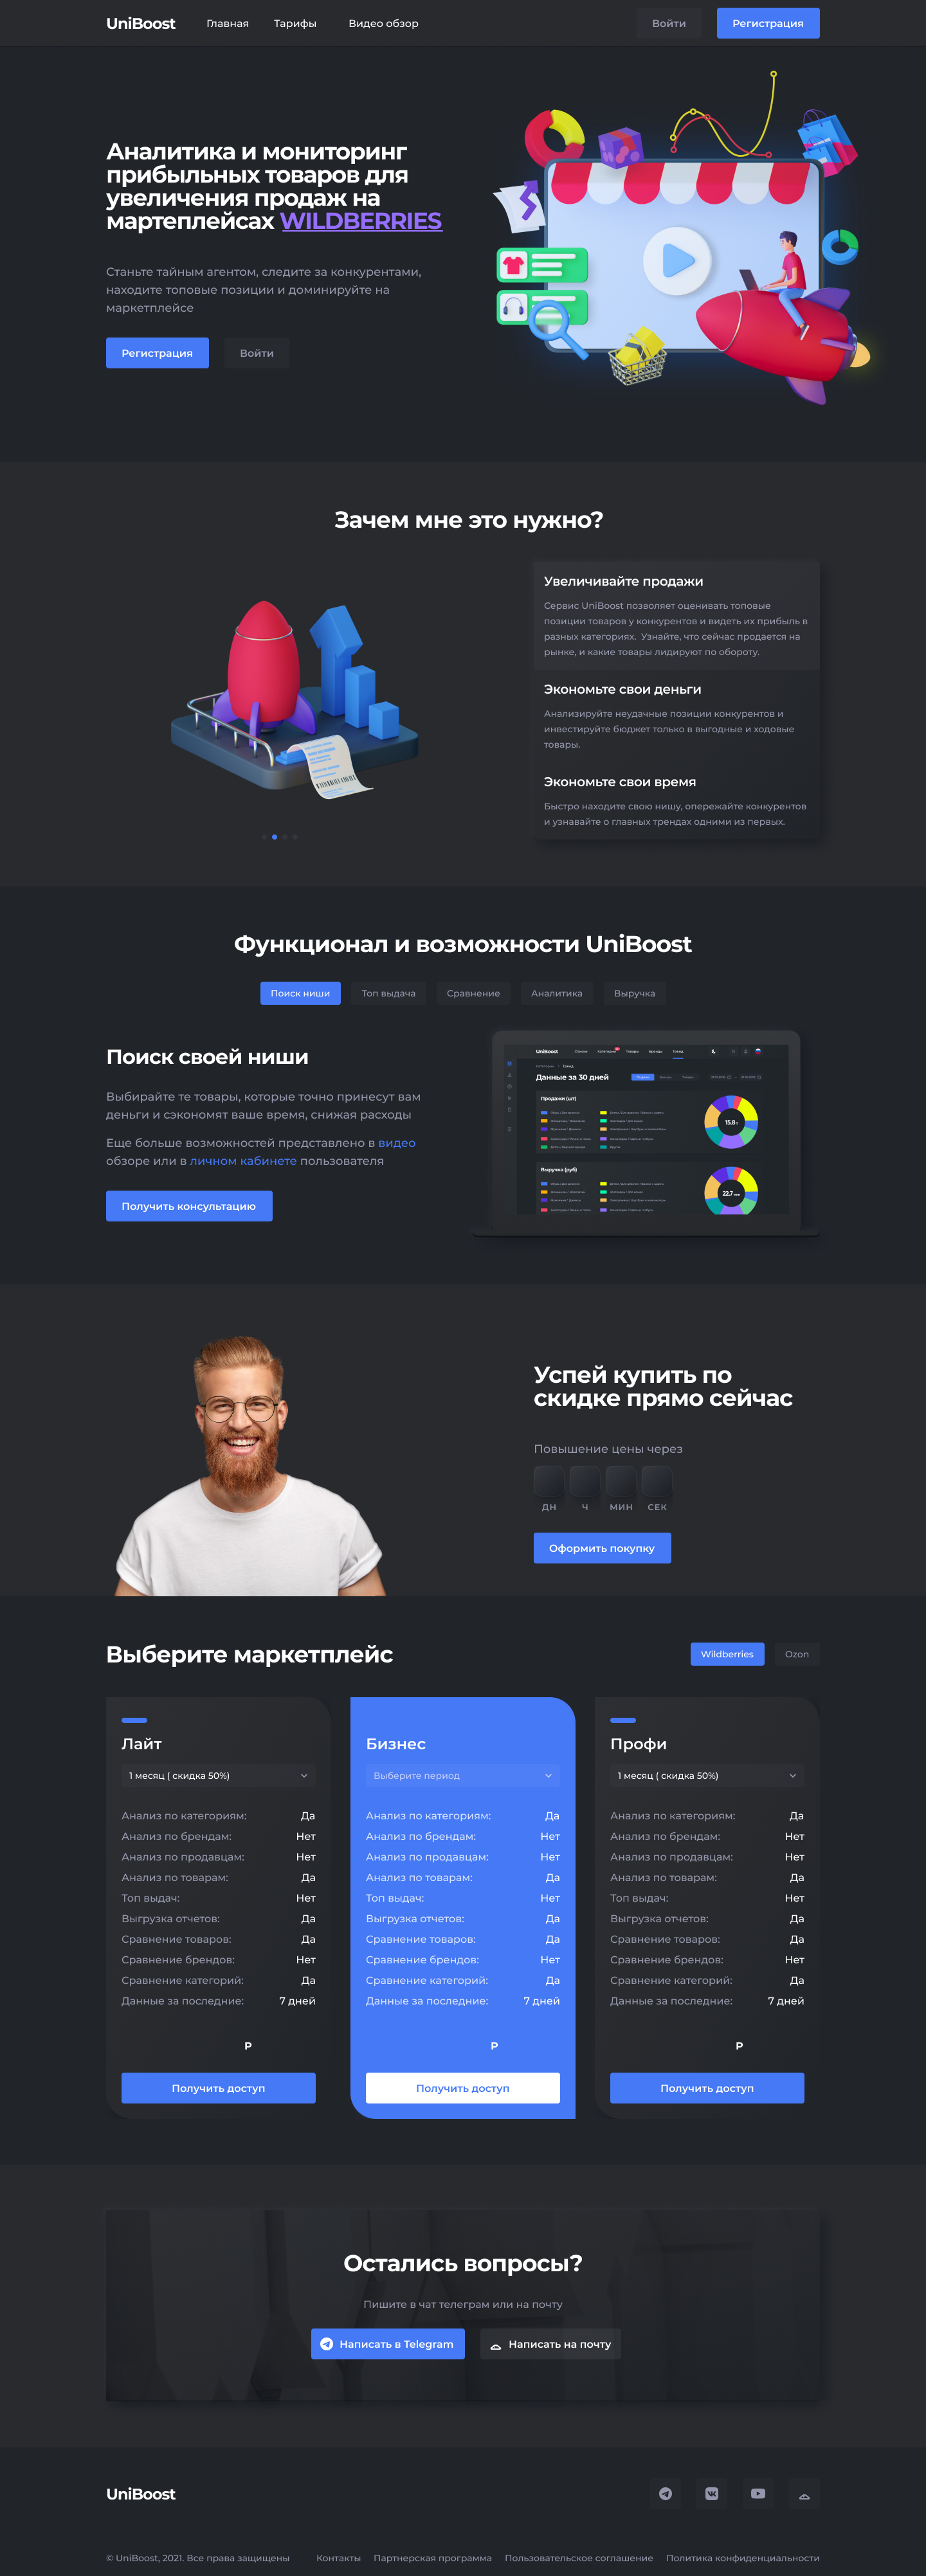 UniBoost Главная Тарифы Видео обзор Войти Регистрация
Аналитика и мониторинг
прибыльных товаров для
увеличения продаж на
мартеплейсах WILDBERRIES
Станьте тайным агентом, следите за конкурентами,
находите топовые позиции и доминируйте на
маркетплейсе
Регистрация Войти
Зачем мне это нужно?
Увеличивайте продажи
Сервис UniBoost позволяет оценивать топовые
позиции товаров у конкурентов и видеть их прибыль в
разных категориях. Узнайте, что сейчас продается на
рынке, и какие товары лидируют по обороту.
Экономьте свои деньги
Анализируйте неудачные позиции конкурентов и
инвестируйте бюджет только в выгодные и ходовые
товары.
Экономьте свои время
Быстро находите свою нишу, опережайте конкурентов
и узнавайте о главных трендах одними из первых.
Функционал и возможности UniBoost
Поиск ниши Топ выдача Сравнение Аналитика Выручка
Поиск своей ниши
Выбирайте те товары, которые точно принесут вам
деньги и сэкономят ваше время, снижая расходы
Еще больше возможностей представлено в видео
обзоре или в личном кабинете пользователя
Получить консультацию
UniBoost
Данные за 30 дней
Продажи (шт)
15.8
Выручка (руб)
22.7
Успей купить по
скидке прямо сейчас
Повышение цены через
ДН Ч МИН СЕК
Оформить покупку
Выберите маркетплейс
Wildberries Ozon
Лайт
1 месяц ( скидка 50%)
Анализ по категориям: Да
Анализ по брендам: Нет
Анализ по продавцам: Нет
Анализ по товарам: Да
Топ выдач: Нет
Выгрузка отчетов: Да
Сравнение товаров: Да
Сравнение брендов: Нет
Сравнение категорий: Да
Данные за последние: 7 дней
Р
Получить доступ
Бизнес
Выберите период
Анализ по категориям: Да
Анализ по брендам: Нет
Анализ по продавцам: Нет
Анализ по товарам: Да
Топ выдач: Нет
Выгрузка отчетов: Да
Сравнение товаров: Да
Сравнение брендов: Нет
Сравнение категорий: Да
Данные за последние: 7 дней
Р
Получить доступ
Профи
1 месяц ( скидка 50%)
Анализ по категориям: Да
Анализ по брендам: Нет
Анализ по продавцам: Нет
Анализ по товарам: Да
Топ выдач: Нет
Выгрузка отчетов: Да
Сравнение товаров: Да
Сравнение брендов: Нет
Сравнение категорий: Да
Данные за последние: 7 дней
Р
Получить доступ
Остались вопросы?
Пишите в чат телеграм или на почту
Написать в Telegram Написать на почту
UniBoost
© UniBoost, 2021. Все права защищены Контакты Партнерская программа Пользовательское соглашение Политика конфиденциальности